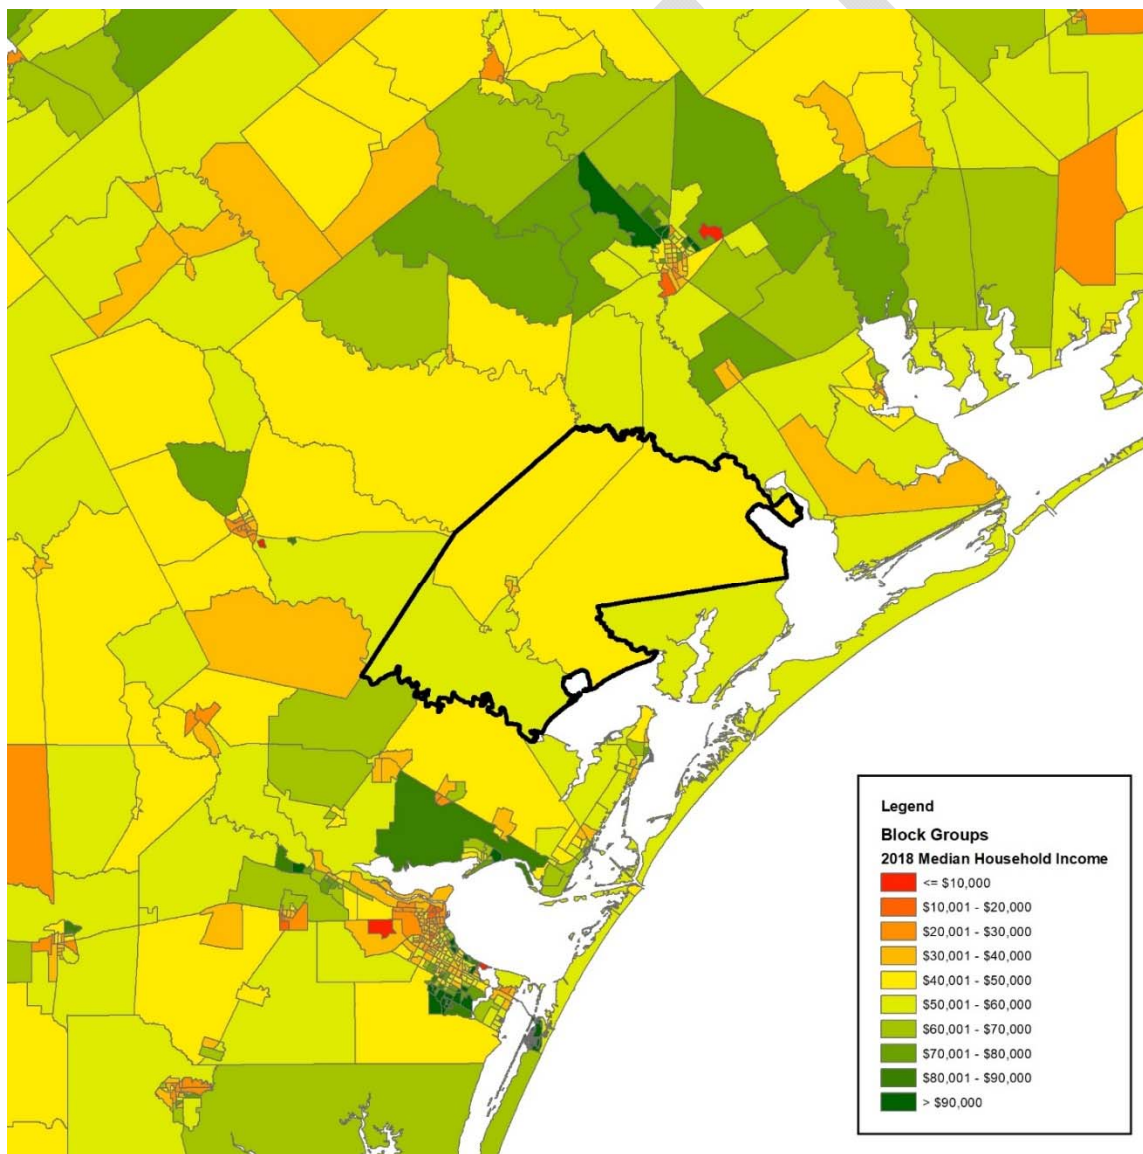 Legend
Block Groups
2018 Median Household Income
<= $10,000
$10,001 - $20,000
$20,001 - $30,000
$30,001 - $40,000
$40,001 - $50,000
$50,001 - $60,000
$60,001 - $70,000
$70,001 - $80,000
$80,001 - $90,000
> $90,000